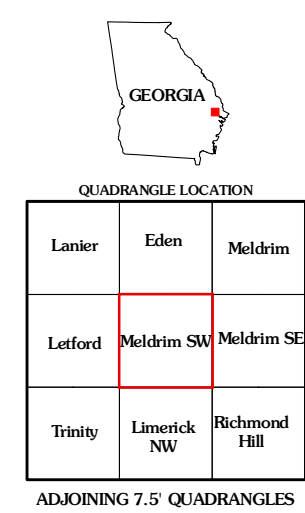 GEORGIA
QUADRANGLE LOCATION
Lanier
Eden
Meldrim
Letford
Meldrim SW
Meldrim SE
Trinity
Limerick
NW
Richmond
Hill
ADJOINING 7.5' QUADRANGLES